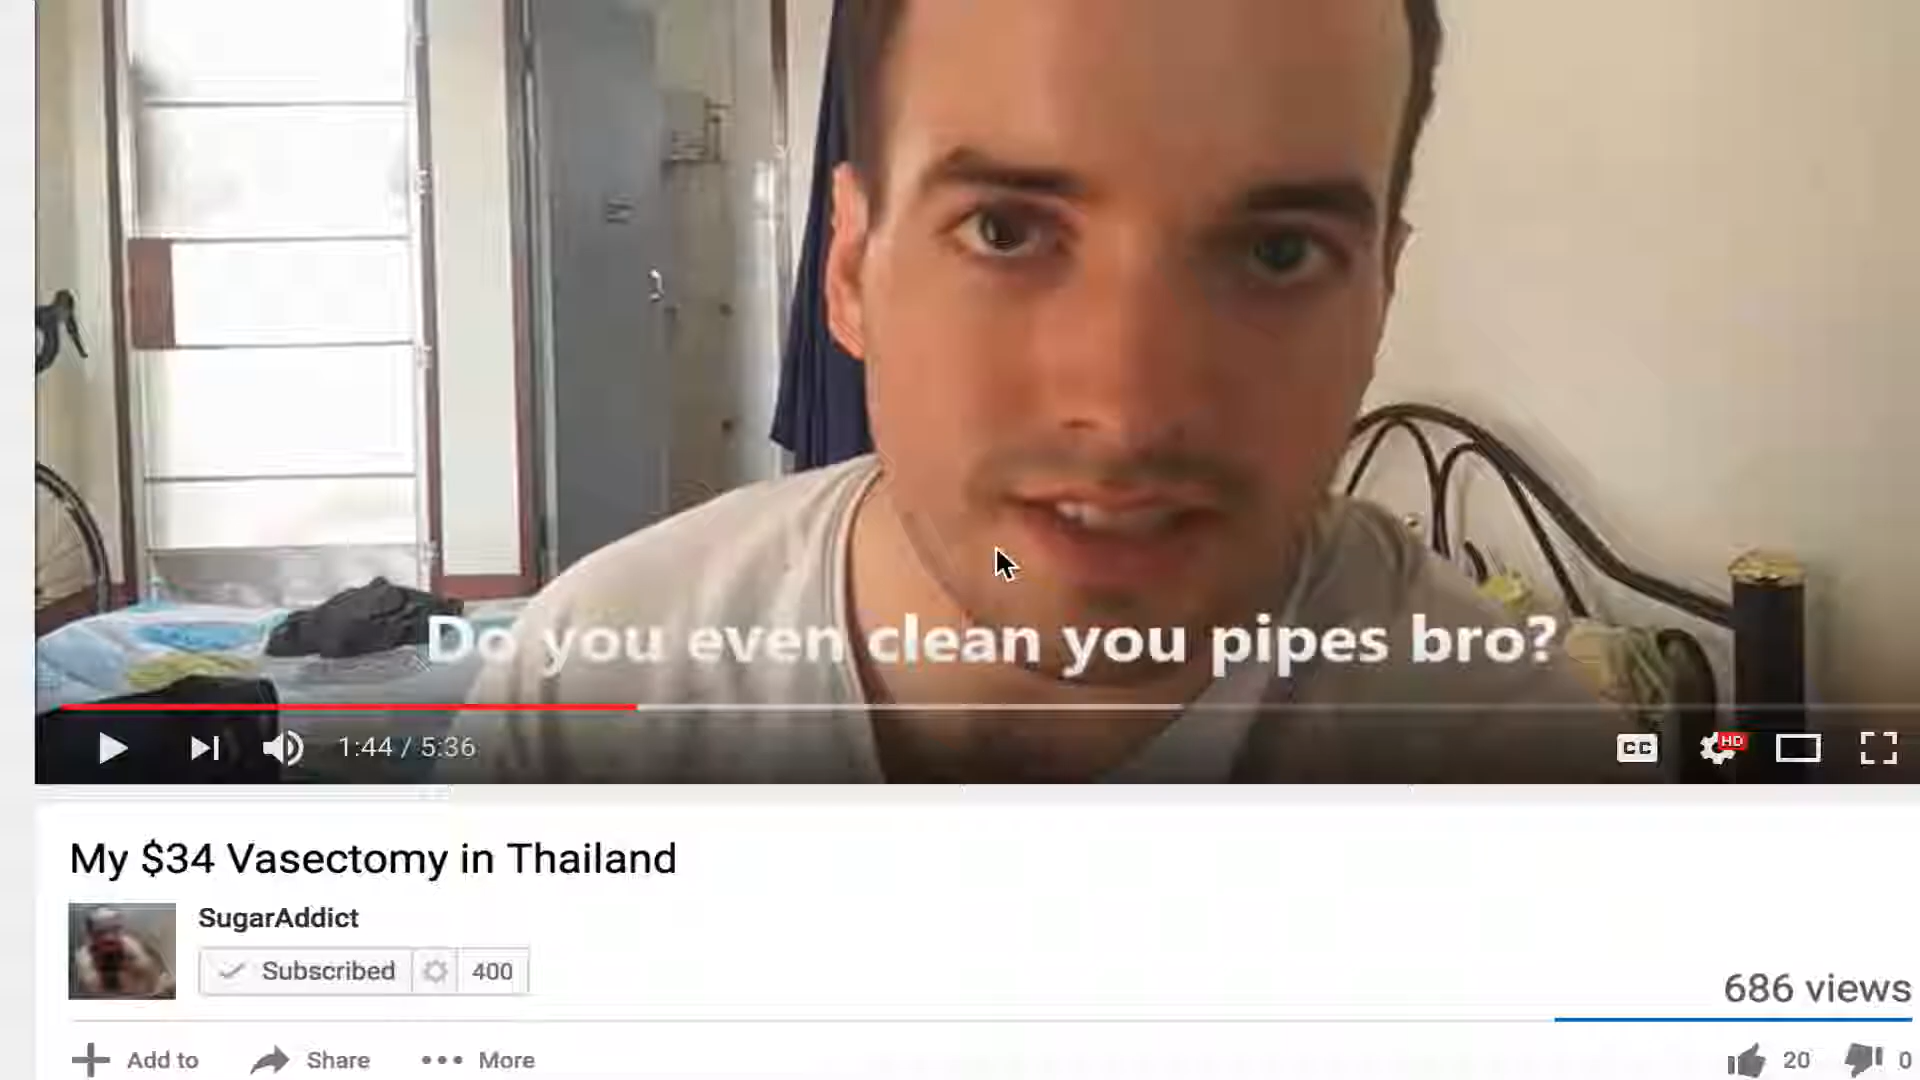 Do you even clean you pipes bro?
1:44 / 5:36
CC
HD
My $34 Vasectomy in Thailand
SugarAddict
Subscribed 400
686 views
Add to Share More
20 0